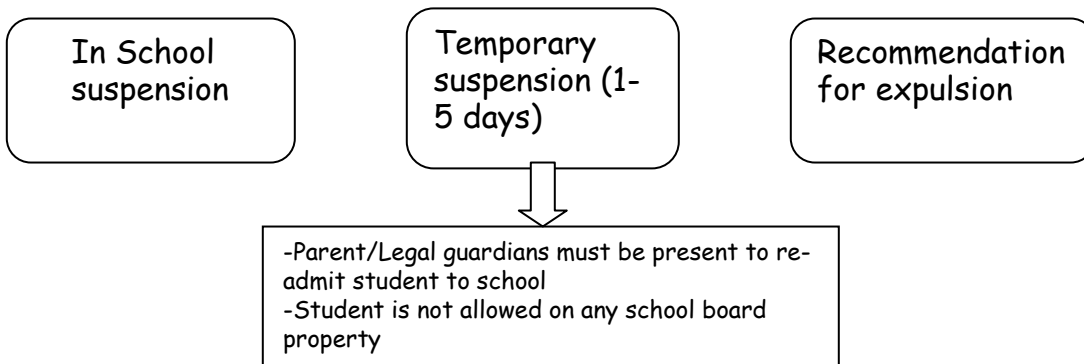 In School
suspension
Temporary
suspension (1-
5 days)
Recommendation
for expulsion
-Parent/Legal guardians must be present to re-
admit student to school
-Student is not allowed on any school board
property